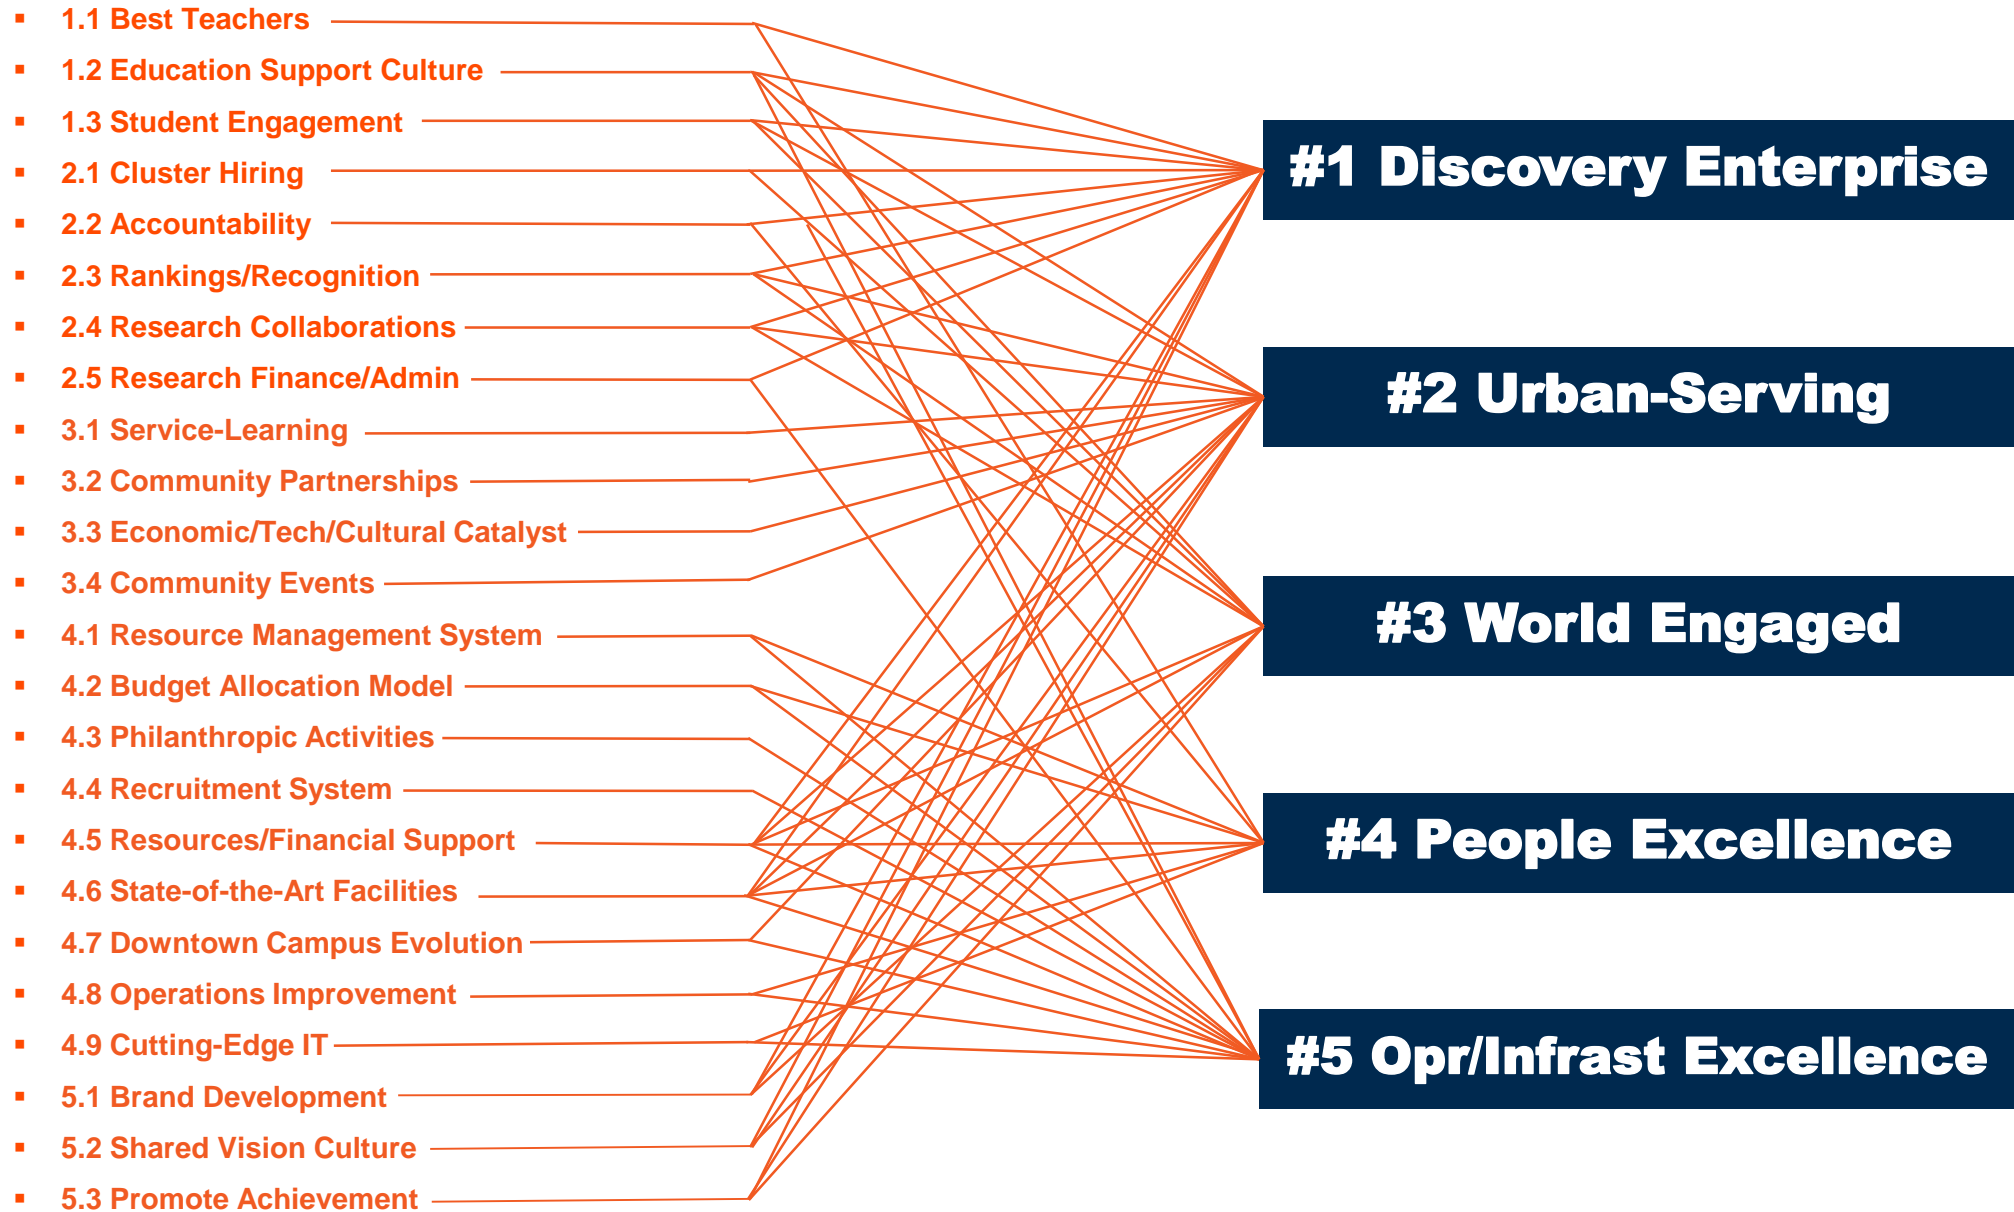 ▪ 1.1 Best Teachers
▪ 1.2 Education Support Culture
▪ 1.3 Student Engagement
▪ 2.1 Cluster Hiring
▪ 2.2 Accountability
▪ 2.3 Rankings/Recognition
▪ 2.4 Research Collaborations
▪ 2.5 Research Finance/Admin
▪ 3.1 Service-Learning
▪ 3.2 Community Partnerships
▪ 3.3 Economic/Tech/Cultural Catalyst
▪ 3.4 Community Events
▪ 4.1 Resource Management System
▪ 4.2 Budget Allocation Model
▪ 4.3 Philanthropic Activities
▪ 4.4 Recruitment System
▪ 4.5 Resources/Financial Support
▪ 4.6 State-of-the-Art Facilities
▪ 4.7 Downtown Campus Evolution
▪ 4.8 Operations Improvement
▪ 4.9 Cutting-Edge IT
▪ 5.1 Brand Development
▪ 5.2 Shared Vision Culture
▪ 5.3 Promote Achievement
#1 Discovery Enterprise
#2 Urban-Serving
#3 World Engaged
#4 People Excellence
#5 Opr/Infrast Excellence